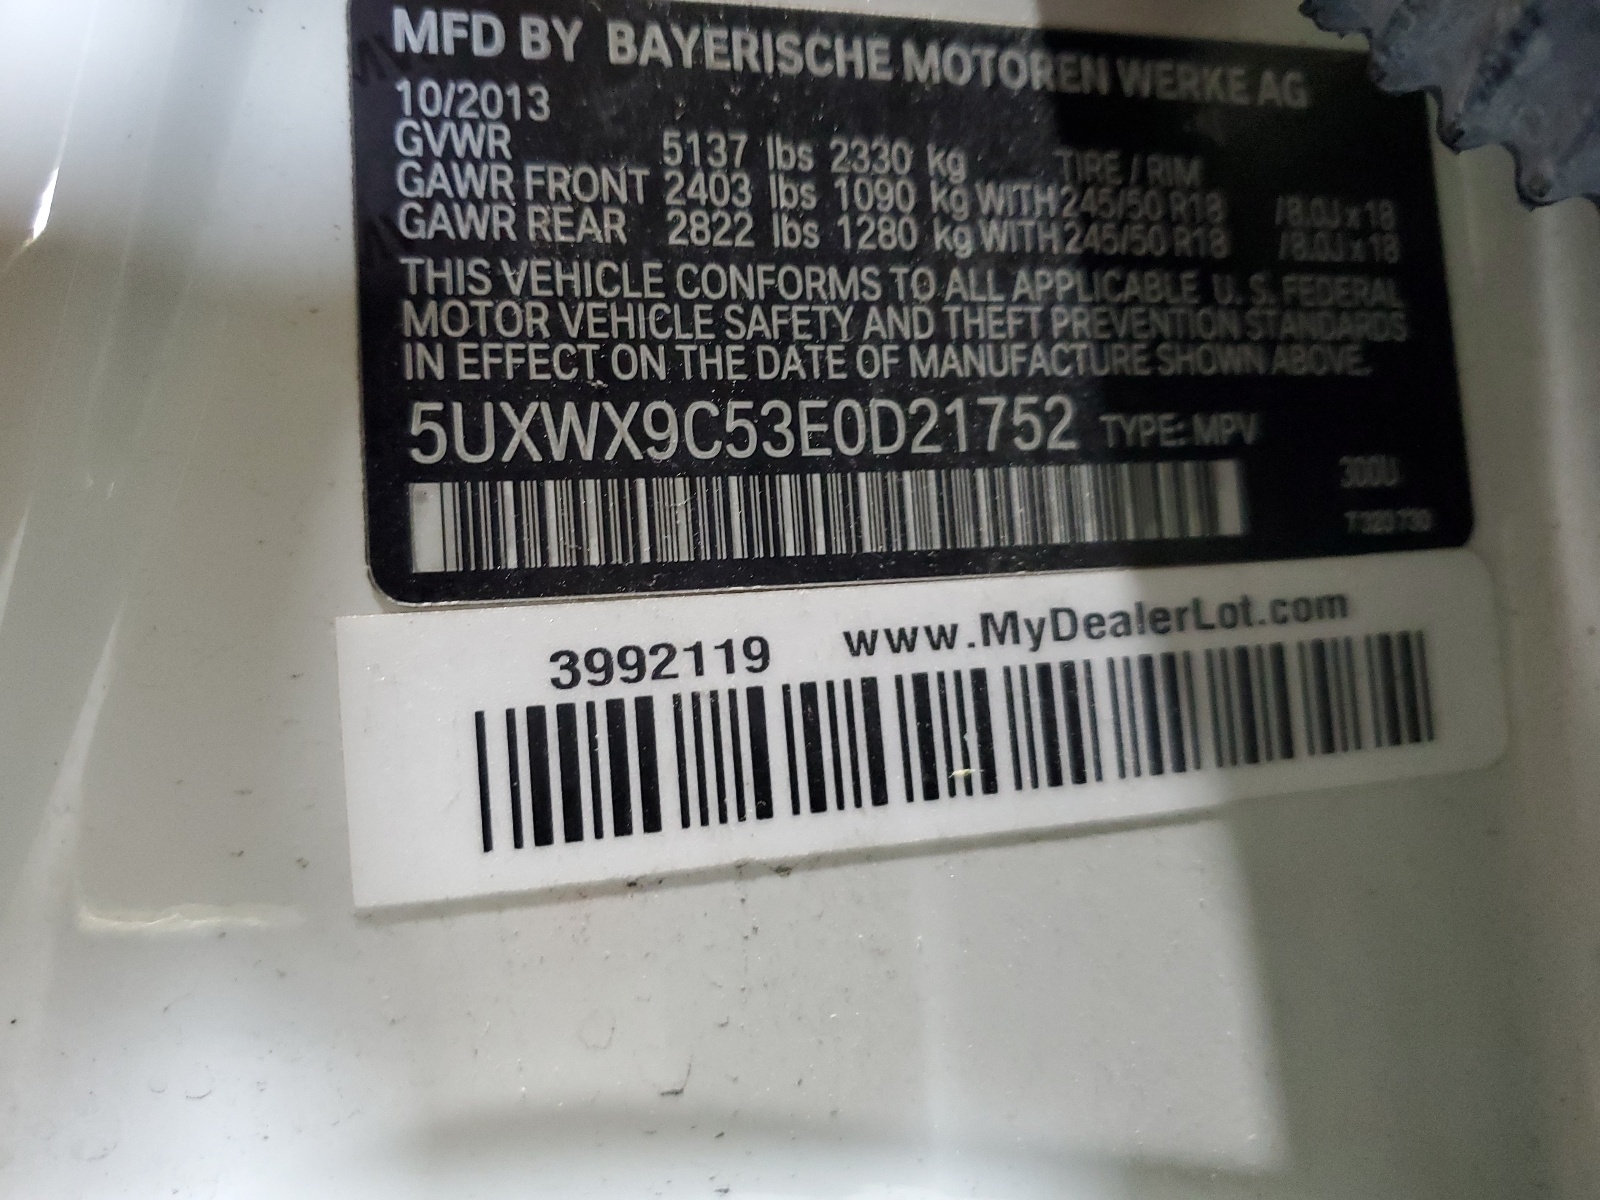 MFD BY BAYERISCHE MOTOREN WERKE AG
10/2013
GVWR 5137 lbs 2330 kg TIRE / RIM
GAWR FRONT 2403 lbs 1090 kg WITH 245/50 R18 /8.0J x 18
GAWR REAR 2822 lbs 1280 kg WITH 245/50 R18 /8.0J x 18
THIS VEHICLE CONFORMS TO ALL APPLICABLE U. S. FEDERAL
MOTOR VEHICLE SAFETY AND THEFT PREVENTION STANDARDS
IN EFFECT ON THE DATE OF MANUFACTURE SHOWN ABOVE.
5UXWX9C53E0D21752 TYPE: MPV
300U
3992119 www.MyDealerLot.com